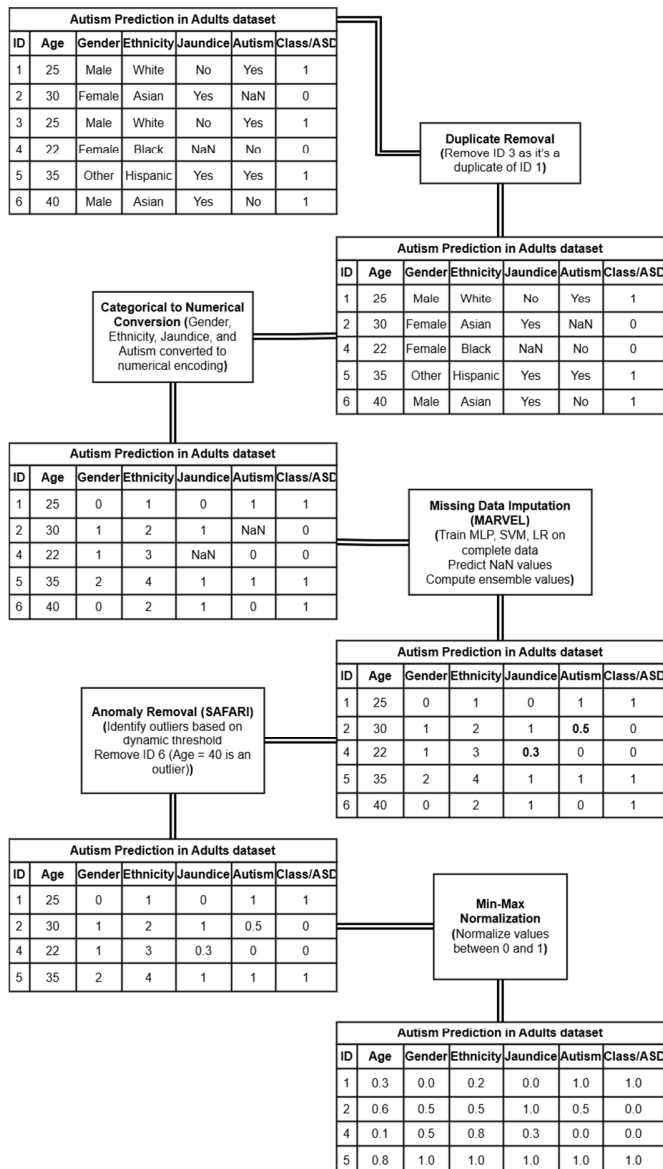 Autism Prediction in Adults dataset
ID Age Gender Ethnicity Jaundice Autism Class/ASD
1 25 Male White No Yes 1
2 30 Female Asian Yes NaN 0
3 25 Male White No Yes 1
4 22 Female Black NaN No 0
5 35 Other Hispanic Yes Yes 1
6 40 Male Asian Yes No 1
Duplicate Removal
(Remove ID 3 as it's a
duplicate of ID 1)
Autism Prediction in Adults dataset
ID Age Gender Ethnicity Jaundice Autism Class/ASD
1 25 Male White No Yes 1
2 30 Female Asian Yes NaN 0
4 22 Female Black NaN No 0
5 35 Other Hispanic Yes Yes 1
6 40 Male Asian Yes No 1
Categorical to Numerical
Conversion (Gender,
Ethnicity, Jaundice, and
Autism converted to
numerical encoding)
Autism Prediction in Adults dataset
ID Age Gender Ethnicity Jaundice Autism Class/ASD
1 25 0 1 0 1 1
2 30 1 2 1 NaN 0
4 22 1 3 NaN 0 0
5 35 2 4 1 1 1
6 40 0 2 1 0 1
Missing Data Imputation
(MARVEL)
(Train MLP, SVM, LR on
complete data
Predict NaN values
Compute ensemble values)
Autism Prediction in Adults dataset
ID Age Gender Ethnicity Jaundice Autism Class/ASD
1 25 0 1 0 1 1
2 30 1 2 1 0.5 0
4 22 1 3 0.3 0 0
5 35 2 4 1 1 1
6 40 0 2 1 0 1
Anomaly Removal (SAFARI)
(Identify outliers based on
dynamic threshold
Remove ID 6 (Age = 40 is an
outlier))
Autism Prediction in Adults dataset
ID Age Gender Ethnicity Jaundice Autism Class/ASD
1 25 0 1 0 1 1
2 30 1 2 1 0.5 0
4 22 1 3 0.3 0 0
5 35 2 4 1 1 1
Min-Max
Normalization
(Normalize values
between 0 and 1)
Autism Prediction in Adults dataset
ID Age Gender Ethnicity Jaundice Autism Class/ASD
1 0.3 0.0 0.2 0.0 1.0 1.0
2 0.6 0.5 0.5 1.0 0.5 0.0
4 0.1 0.5 0.8 0.3 0.0 0.0
5 0.8 1.0 1.0 1.0 1.0 1.0